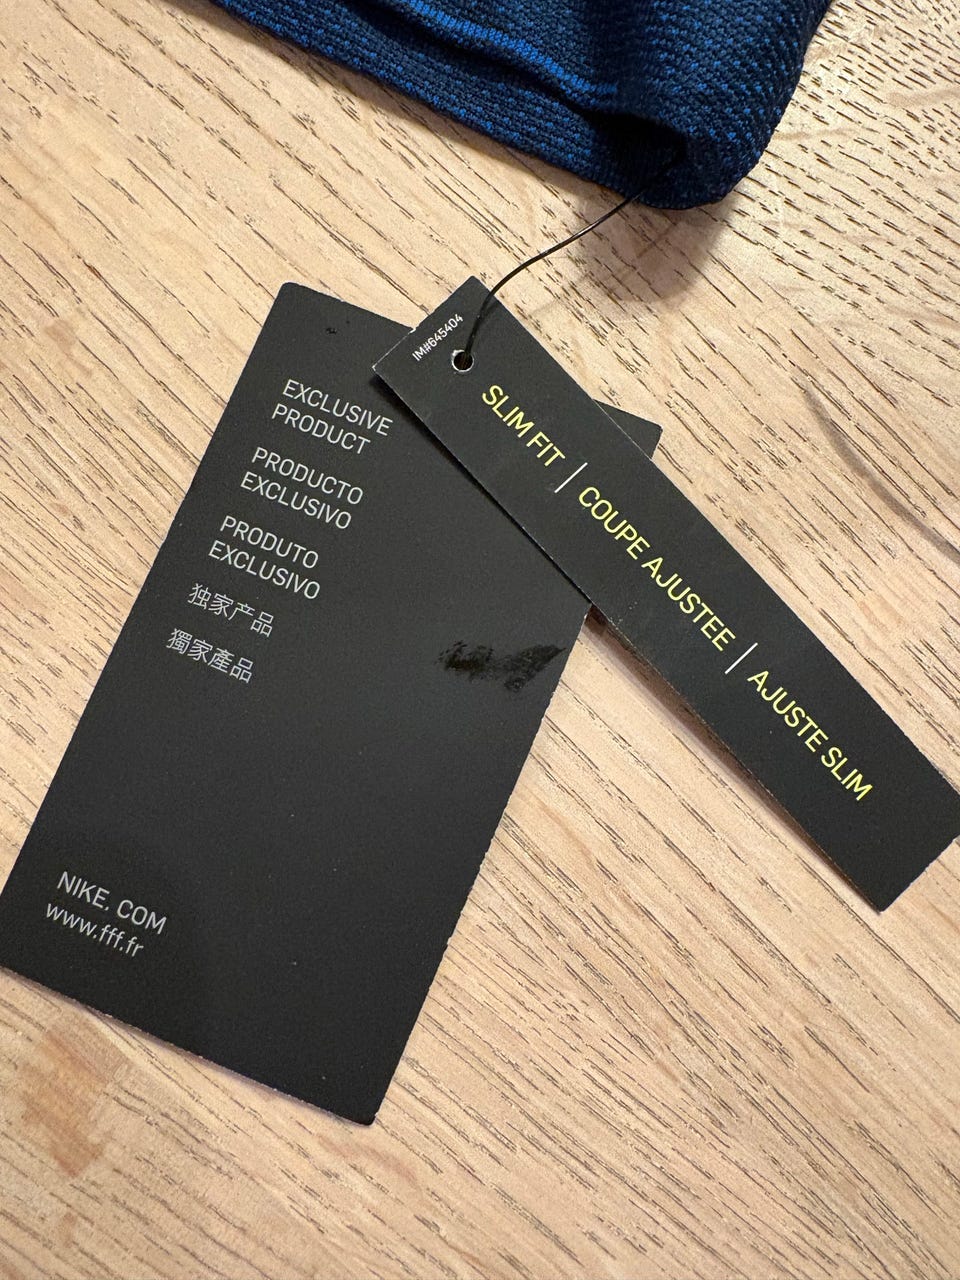 EXCLUSIVE
PRODUCT
PRODUCTO
EXCLUSIVO
PRODUTO
EXCLUSIVO
独家产品
獨家產品
NIKE. COM
www.fff.fr
IM#645404
SLIM FIT | COUPE AJUSTEE | AJUSTE SLIM